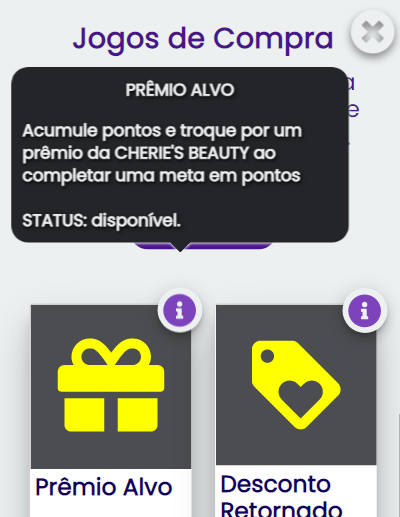 Jogos de Compra
PRÊMIO ALVO
Acumule pontos e troque por um
prêmio da CHERIE'S BEAUTY ao
completar uma meta em pontos
STATUS: disponível.
Prêmio Alvo
Desconto
Retornado